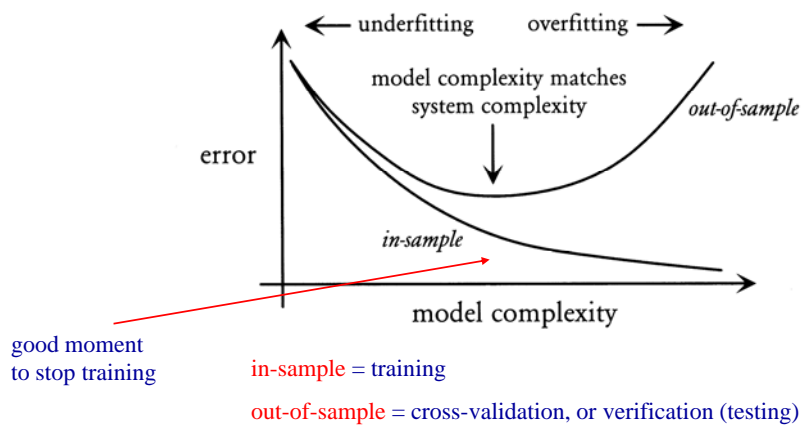 underfitting overfitting
model complexity matches
system complexity
out-of-sample
error
in-sample
model complexity
good moment
to stop training
in-sample = training
out-of-sample = cross-validation, or verification (testing)